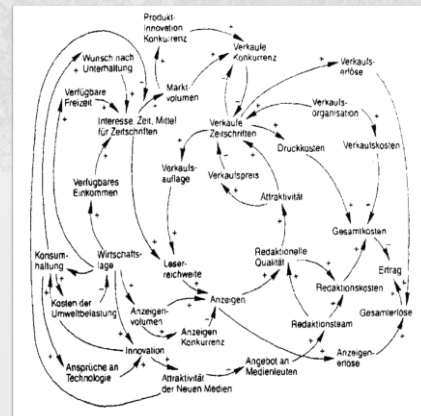 Produkt-
Innovation
Konkurrenz
Wunsch nach
Unterhaltung
Verkäufe
Konkurrenz
Verkaufs-
erlöse
Verfügbare
Freizeit
Markt-
volumen
Interesse, Zeit, Mittel
für Zeitschriften
Verkäufe
Zeitschriften
Verkaufs-
organisation
Druckkosten
Verkaufskosten
Verkaufs-
auflage
Verkaufspreis
Verfügbares
Einkommen
Attraktivität
Gesamtkosten
Konsum-
haltung
Wirtschafts-
lage
Leser-
reichweite
Redaktionelle
Qualität
Ertrag
Kosten der
Umweltbelastung
Anzeigen-
volumen
Anzeigen
Redaktionskosten
Gesamterlöse
Anzeigen
Konkurrenz
Redaktionsteam
Innovation
Ansprüche an
Technologie
Attraktivität
der Neuen Medien
Angebot an
Medienleuten
Anzeigen-
erlöse